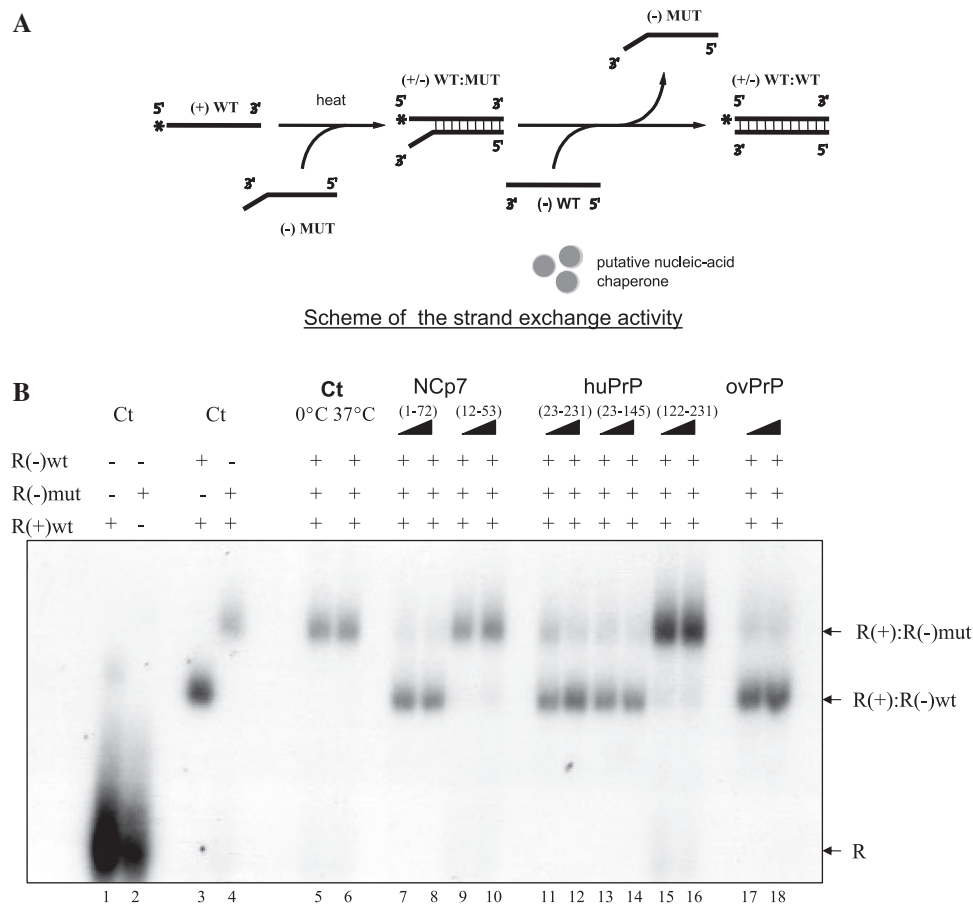 A
(-) MUT
3' 5'
(+/-) WT:MUT
(+/-) WT:WT
5' (+) WT 3'
heat
5' 3'
5' 3'
* * *
3' 5'
3' 5'
3' 5'
(-) MUT
3' (-) WT 5'
putative nucleic-acid
chaperone
Scheme of the strand exchange activity
B
Ct Ct Ct NCp7 huPrP ovPrP
0°C 37°C (1-72) (12-53) (23-231) (23-145) (122-231)
R(-)wt - - + - + + + + + + + + + + + + + +
R(-)mut - + - + + + + + + + + + + + + + + +
R(+)wt + - + + + + + + + + + + + + + + + +
R(+):R(-)mut
R(+):R(-)wt
R
1 2 3 4 5 6 7 8 9 10 11 12 13 14 15 16 17 18